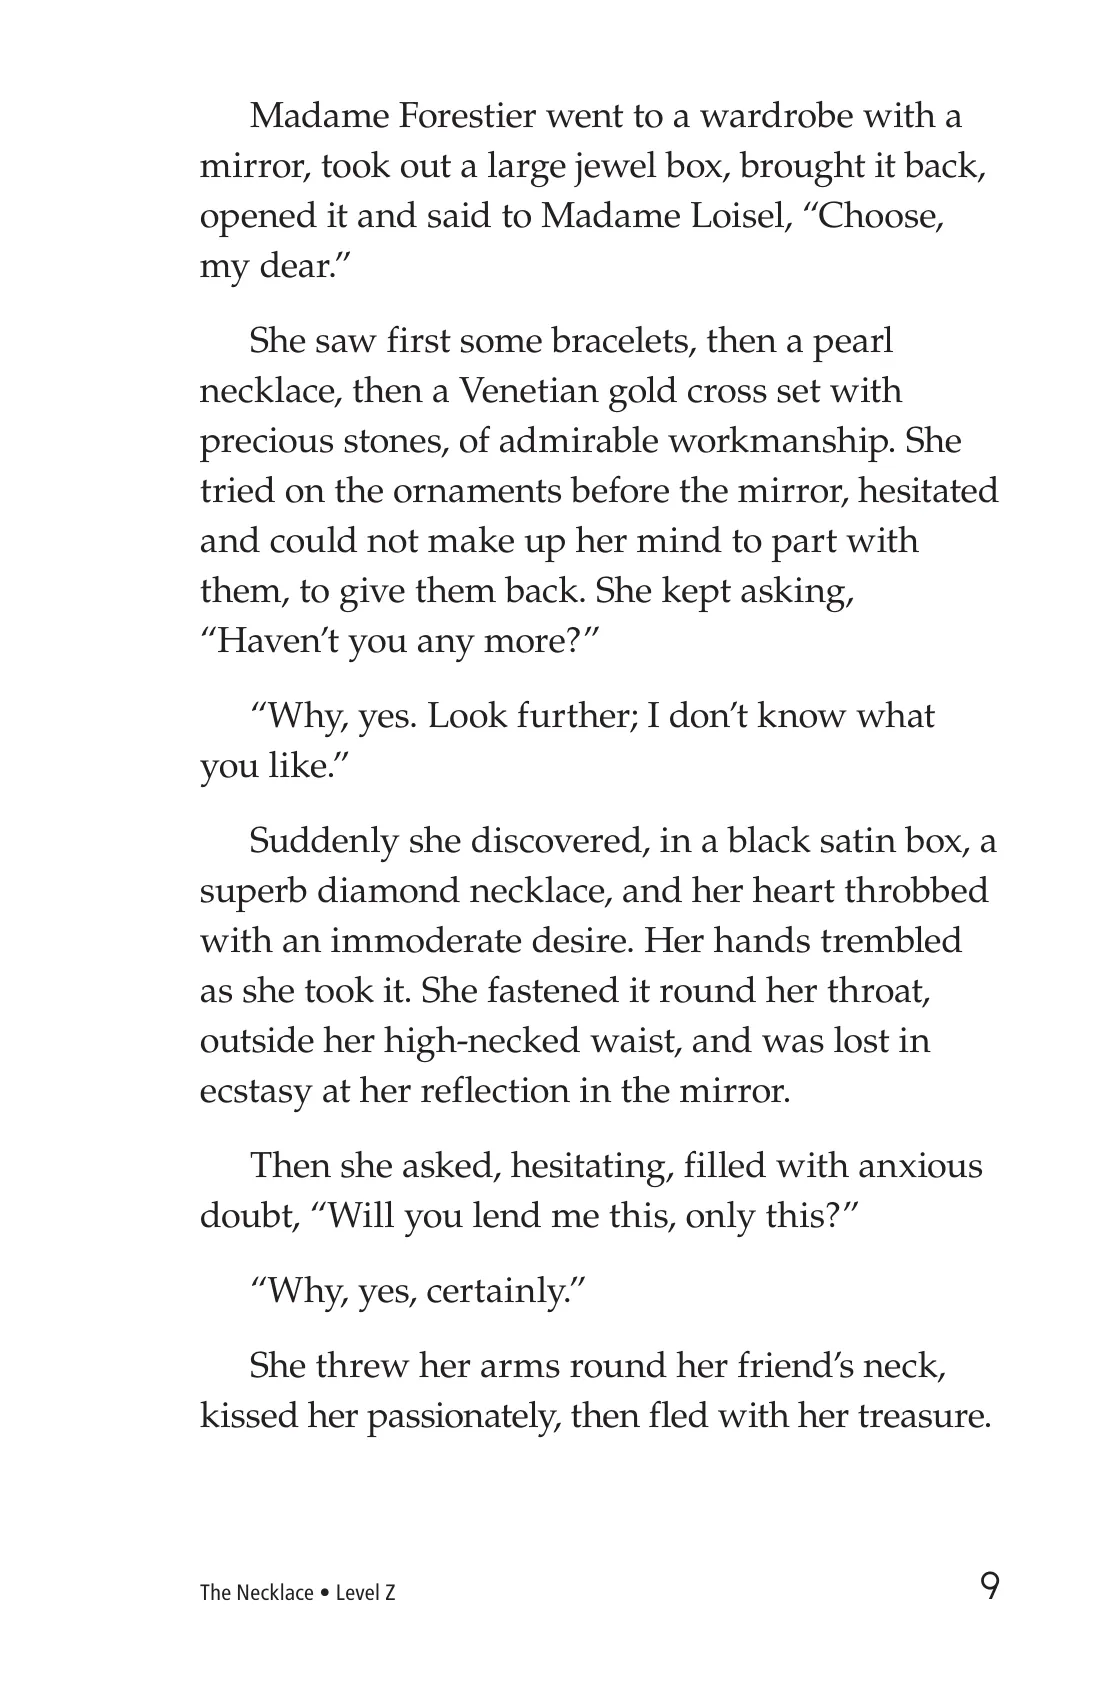 Madame Forestier went to a wardrobe with a
mirror, took out a large jewel box, brought it back,
opened it and said to Madame Loisel, “Choose,
my dear.”
She saw first some bracelets, then a pearl
necklace, then a Venetian gold cross set with
precious stones, of admirable workmanship. She
tried on the ornaments before the mirror, hesitated
and could not make up her mind to part with
them, to give them back. She kept asking,
“Haven’t you any more?”
“Why, yes. Look further; I don’t know what
you like.”
Suddenly she discovered, in a black satin box, a
superb diamond necklace, and her heart throbbed
with an immoderate desire. Her hands trembled
as she took it. She fastened it round her throat,
outside her high-necked waist, and was lost in
ecstasy at her reflection in the mirror.
Then she asked, hesitating, filled with anxious
doubt, “Will you lend me this, only this?”
“Why, yes, certainly.”
She threw her arms round her friend’s neck,
kissed her passionately, then fled with her treasure.
The Necklace • Level Z
9